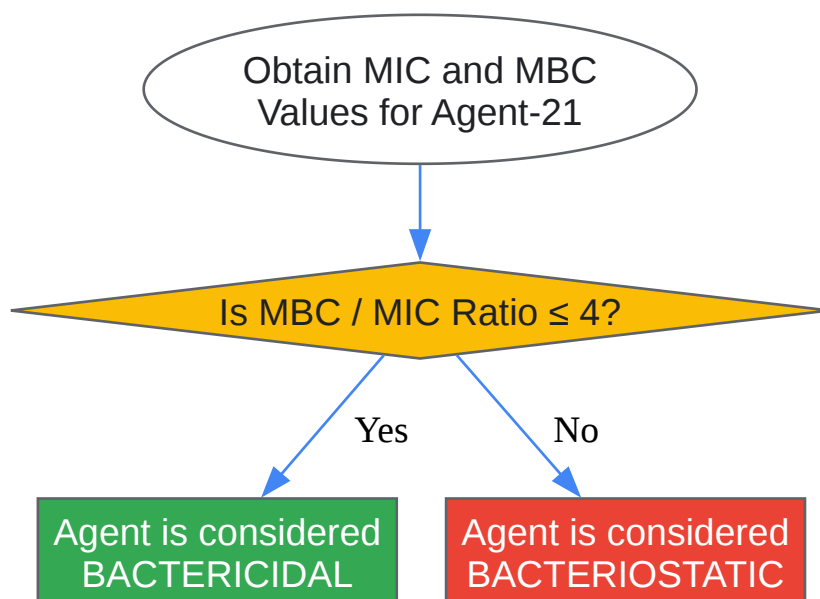 Obtain MIC and MBC
Values for Agent-21
Is MBC / MIC Ratio ≤ 4?
Yes
No
Agent is considered
BACTERICIDAL
Agent is considered
BACTERIOSTATIC